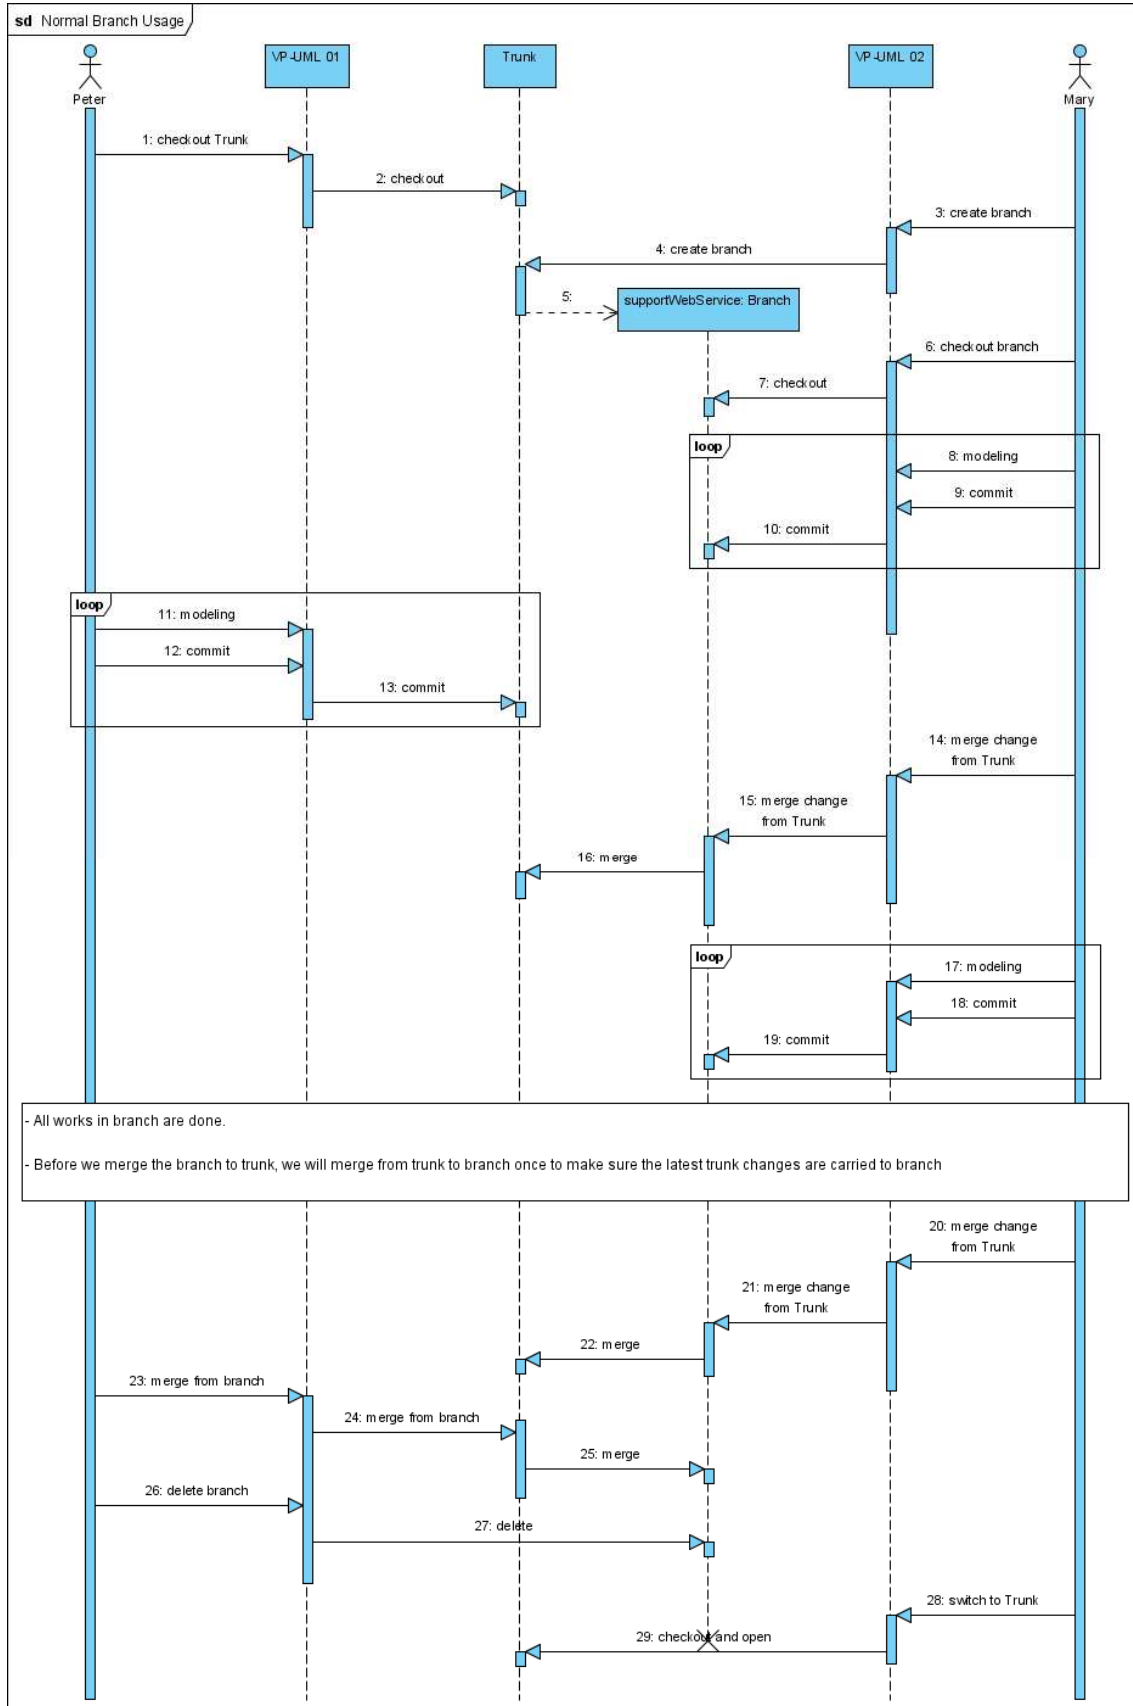 sd Normal Branch Usage
VP-UML 01
Trunk
VP-UML 02
Peter
Mary
1: checkout Trunk
2: checkout
3: create branch
4: create branch
5:
supportWebService: Branch
6: checkout branch
7: checkout
loop
8: modeling
9: commit
10: commit
loop
11: modeling
12: commit
13: commit
14: merge change
from Trunk
15: merge change
from Trunk
16: merge
loop
17: modeling
18: commit
19: commit
- All works in branch are done.
- Before we merge the branch to trunk, we will merge from trunk to branch once to make sure the latest trunk changes are carried to branch
20: merge change
from Trunk
21: merge change
from Trunk
22: merge
23: merge from branch
24: merge from branch
25: merge
26: delete branch
27: delete
28: switch to Trunk
29: checkout and open